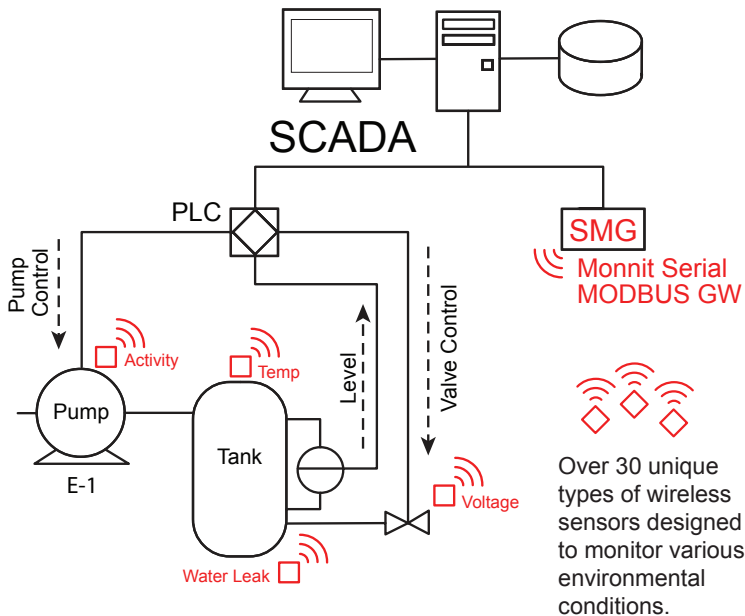 SCADA
PLC
SMG
Monnit Serial
MODBUS GW
Pump
Control
Activity
Temp
Level
Valve Control
Pump
Tank
E-1
Voltage
Water Leak
Over 30 unique
types of wireless
sensors designed
to monitor various
environmental
conditions.